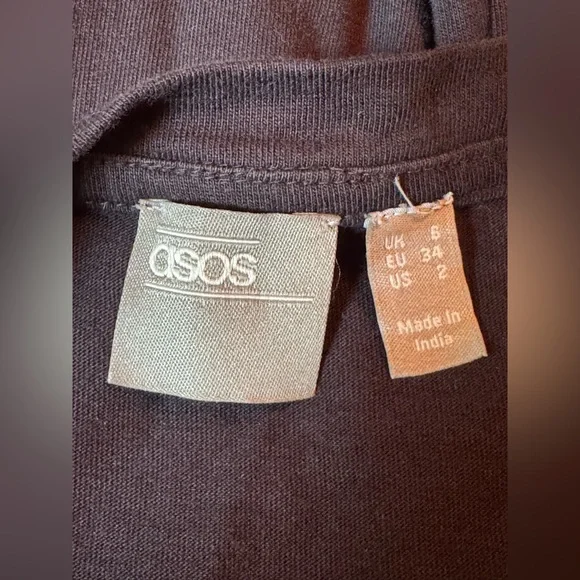 asos
UK 6
EU 34
US 2
Made in
India